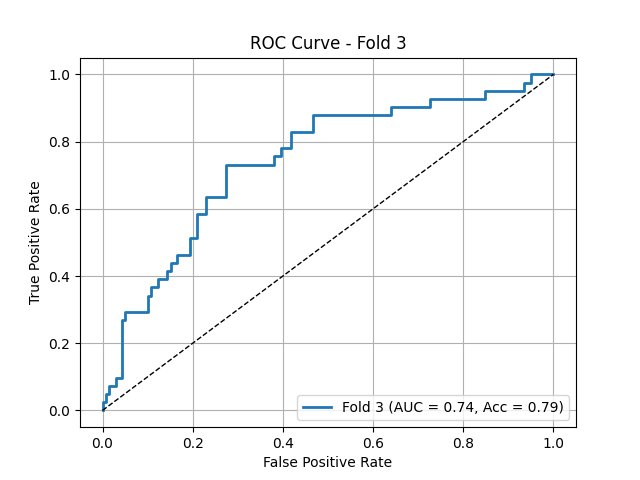 ROC Curve - Fold 3
1.0
0.8
0.6
0.4
0.2
0.0
True Positive Rate
Fold 3 (AUC = 0.74, Acc = 0.79)
0.0 0.2 0.4 0.6 0.8 1.0
False Positive Rate